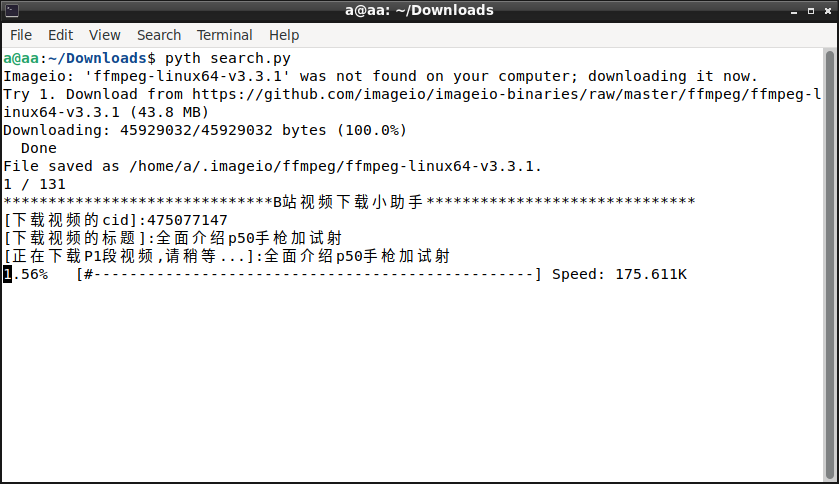 a@aa: ~/Downloads
File Edit View Search Terminal Help
a@aa:~/Downloads$ pyth search.py
Imageio: 'ffmpeg-linux64-v3.3.1' was not found on your computer; downloading it now.
Try 1. Download from https://github.com/imageio/imageio-binaries/raw/master/ffmpeg/ffmpeg-l
inux64-v3.3.1 (43.8 MB)
Downloading: 45929032/45929032 bytes (100.0%)
  Done
File saved as /home/a/.imageio/ffmpeg/ffmpeg-linux64-v3.3.1.
1 / 131
******************************B站视频下载小助手******************************
[下载视频的cid]:475077147
[下载视频的标题]:全面介绍p50手枪加试射
[正在下载P1段视频,请稍等...]:全面介绍p50手枪加试射
1.56%   [#-------------------------------------------------] Speed: 175.611K